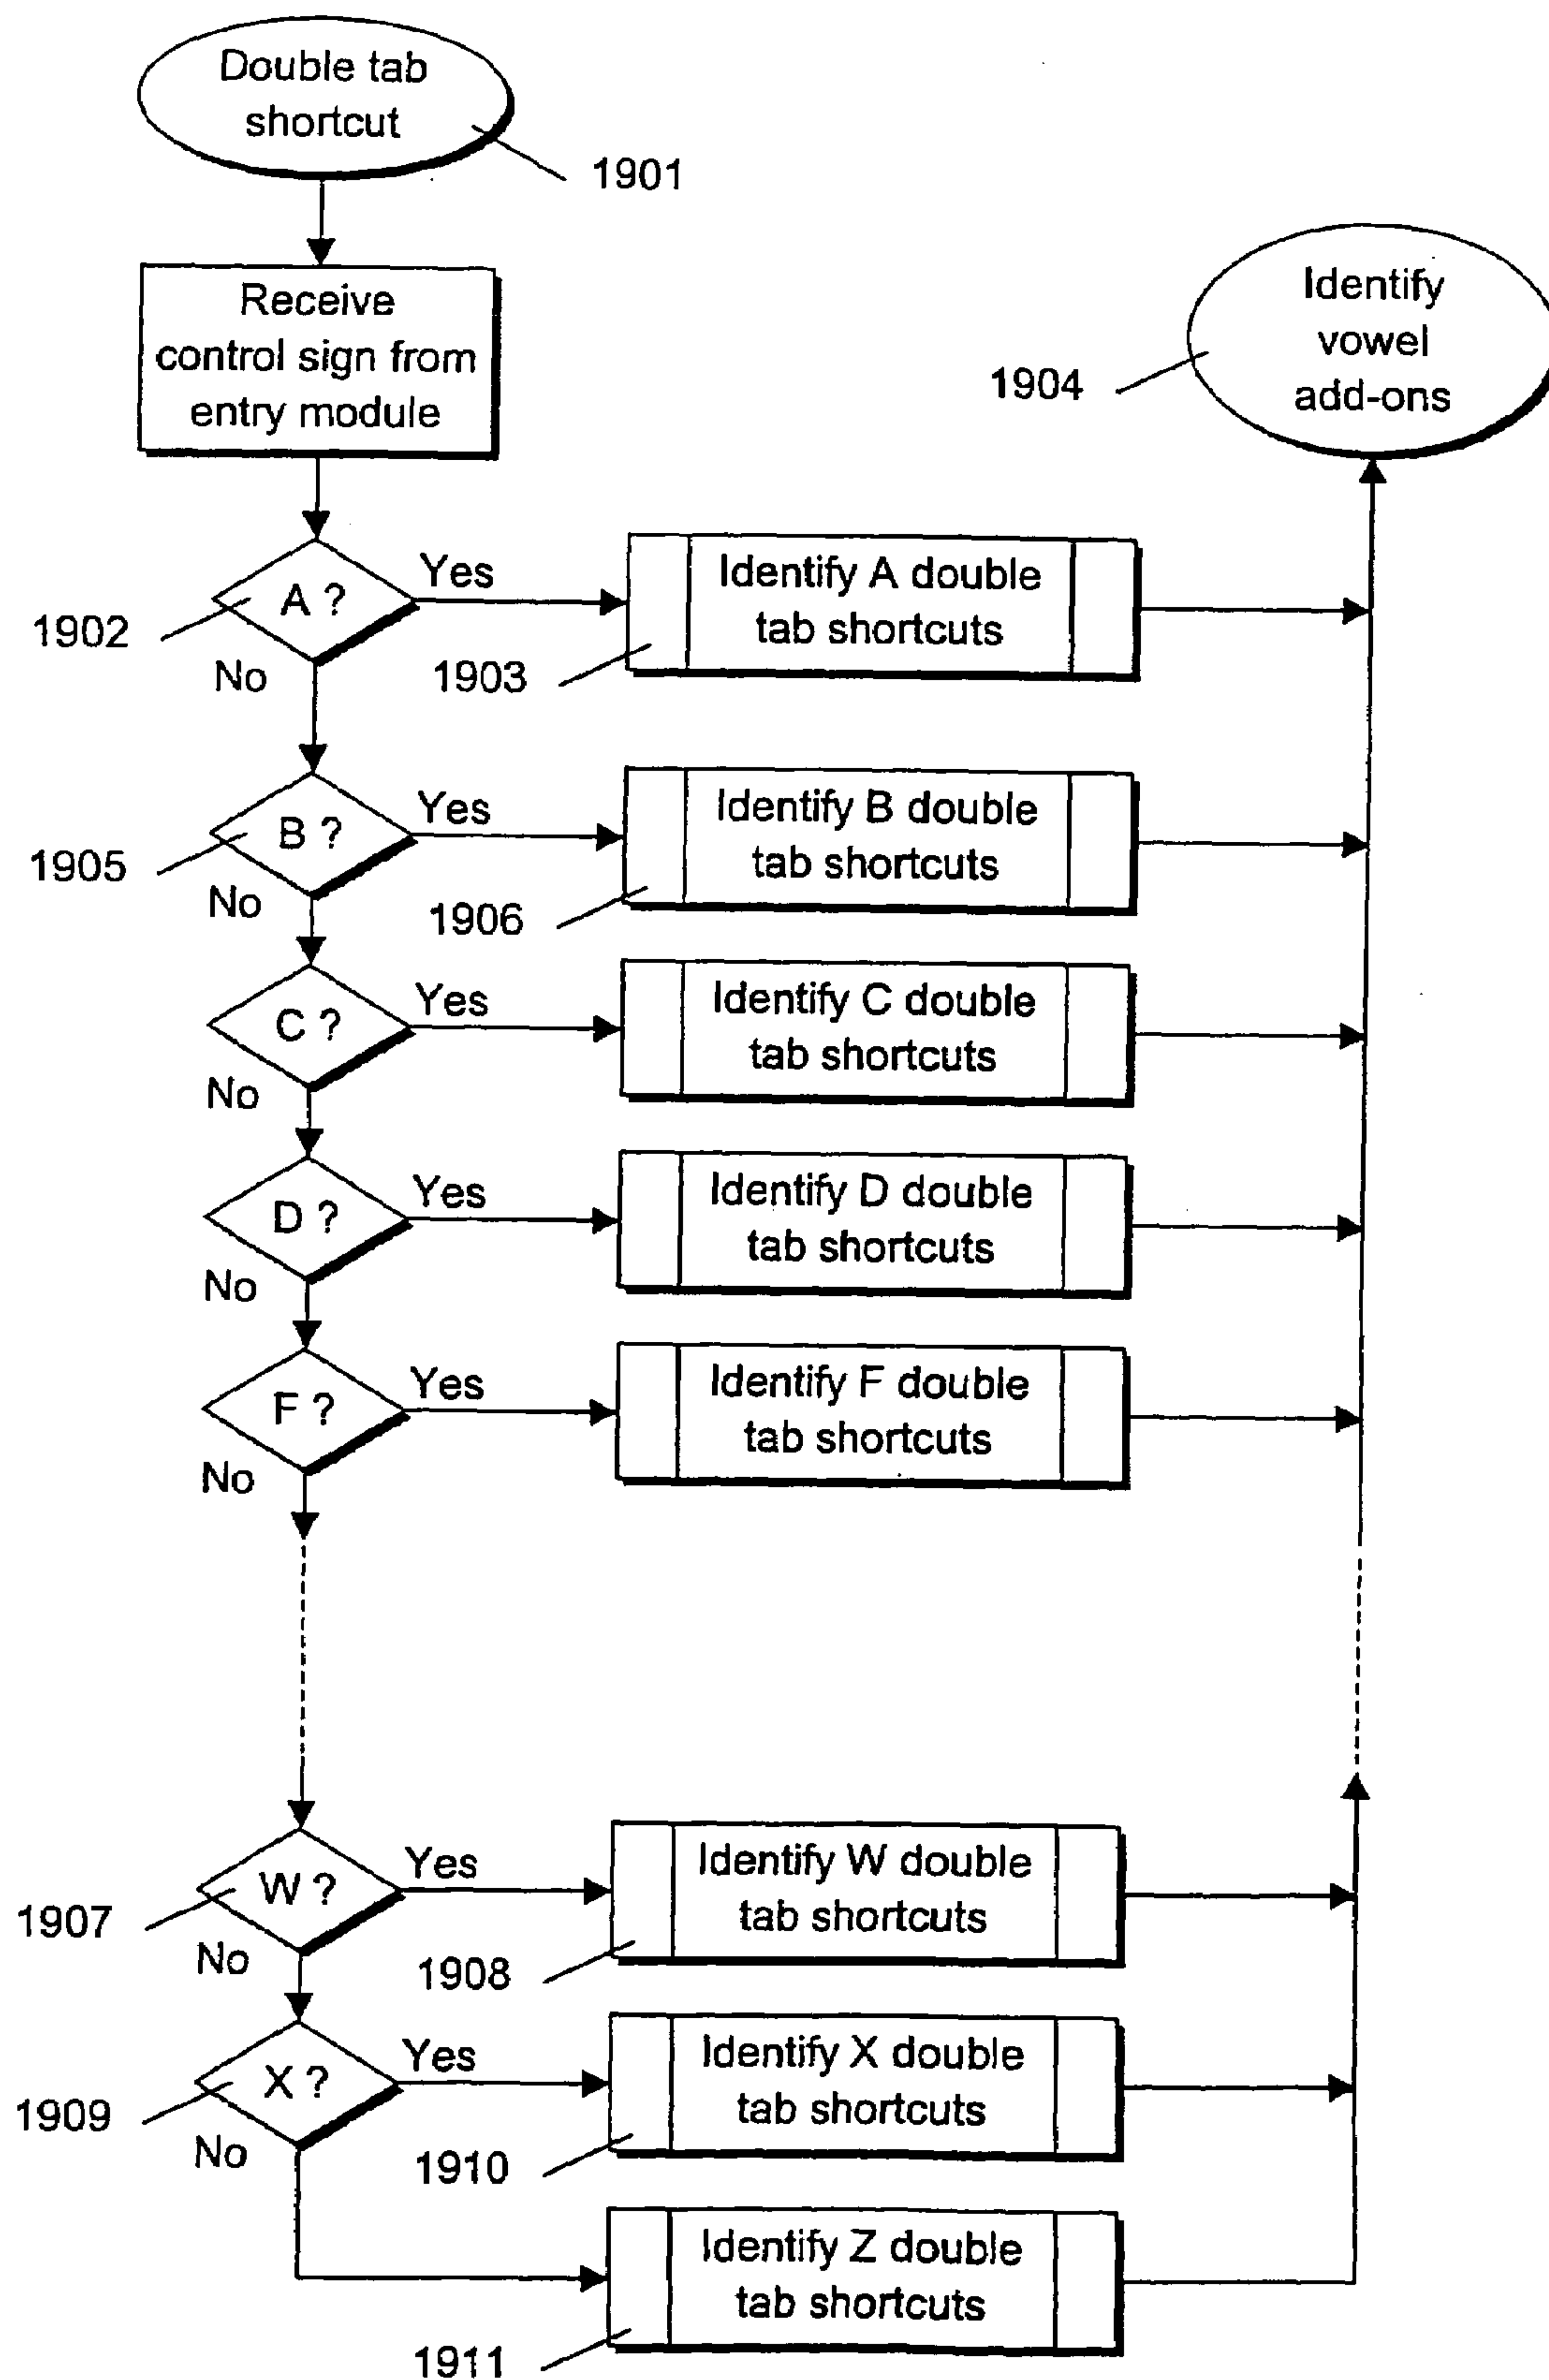 Double tab
shortcut
1901
Receive
control sign from
entry module
Identify
vowel
add-ons
1904
A ?
Yes
No
1902
Identify A double
tab shortcuts
1903
B ?
Yes
No
1905
Identify B double
tab shortcuts
1906
C ?
Yes
No
Identify C double
tab shortcuts
D ?
Yes
No
Identify D double
tab shortcuts
F ?
Yes
No
Identify F double
tab shortcuts
W ?
Yes
No
1907
Identify W double
tab shortcuts
1908
X ?
Yes
No
1909
Identify X double
tab shortcuts
1910
Identify Z double
tab shortcuts
1911